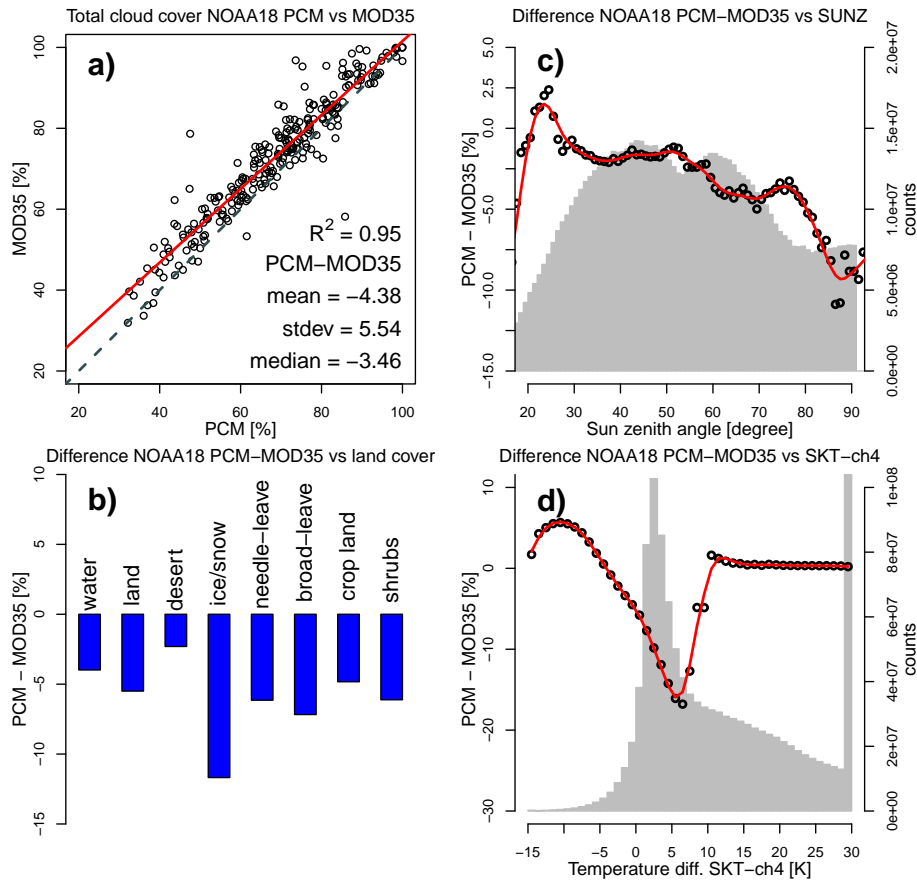 Total cloud cover NOAA18 PCM vs MOD35
a)
MOD35 [%]
100
80
60
40
20
R2 = 0.95
PCM−MOD35
mean = −4.38
stdev = 5.54
median = −3.46
20 40 60 80 100
PCM [%]
Difference NOAA18 PCM−MOD35 vs SUNZ
c)
PCM − MOD35 [%]
5.0
2.5
0.0
−5.0
−10.0
−15.0
2.0e+07
1.5e+07
1.0e+07
5.0e+06
0.0e+00
counts
20 30 40 50 60 70 80 90
Sun zenith angle [degree]
Difference NOAA18 PCM−MOD35 vs land cover
b)
PCM − MOD35 [%]
10
5
0
−5
−10
−15
water
land
desert
ice/snow
needle−leave
broad−leave
crop land
shrubs
Difference NOAA18 PCM−MOD35 vs SKT−ch4
d)
PCM − MOD35 [%]
10
0
−10
−20
−30
1e+08
8e+07
6e+07
4e+07
2e+07
0e+00
counts
−15 −5 0 5 10 15 20 25 30
Temperature diff. SKT−ch4 [K]